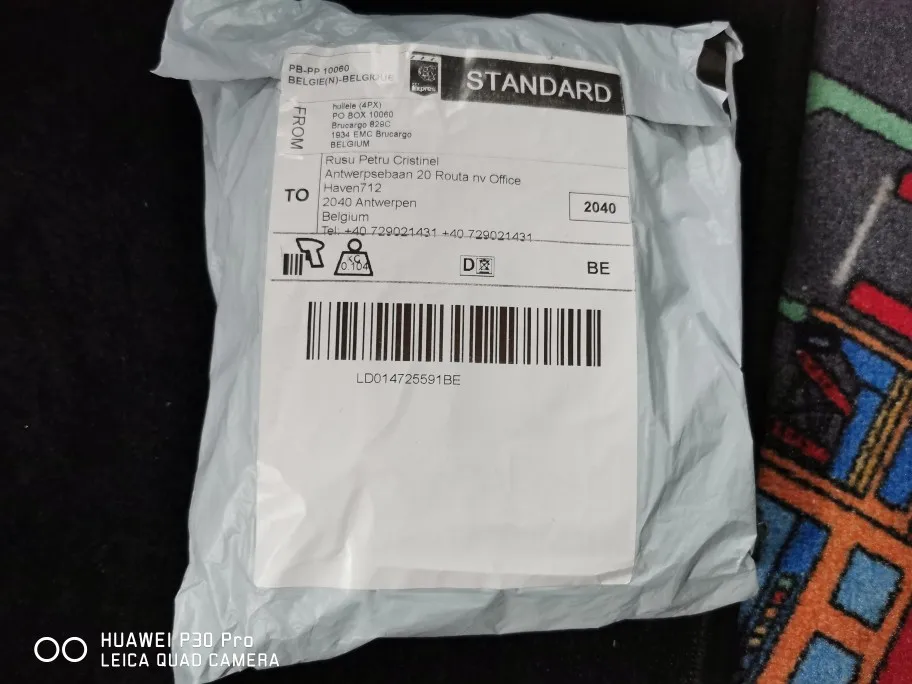 PB-PP 10060
BELGIE(N)-BELGIQUE
STANDARD
FROM
hullele (4PX)
PO BOX 10060
Brucargo 829C
1934 EMC Brucargo
BELGIUM
TO
Rusu Petru Cristinel
Antwerpsebaan 20 Routa nv Office
Haven712
2040 Antwerpen
Belgium
Tel: +40 729021431 +40 729021431
2040
KG
0.104
D
BE
LD014725591BE
HUAWEI P30 Pro
LEICA QUAD CAMERA